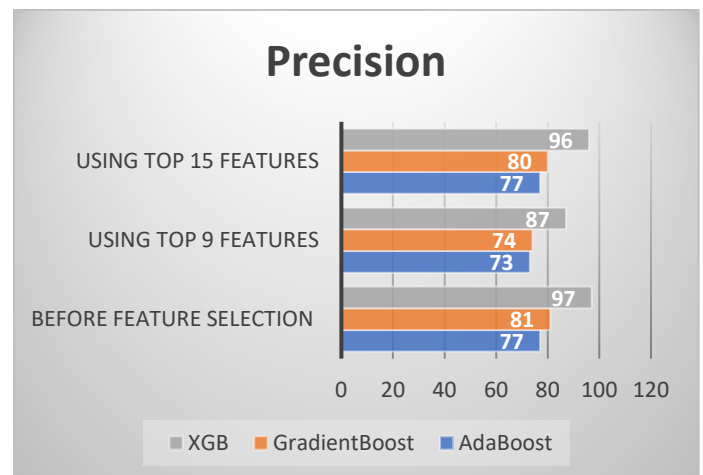 Precision
USING TOP 15 FEATURES
96
80
77
USING TOP 9 FEATURES
87
74
73
BEFORE FEATURE SELECTION
97
81
77
0 20 40 60 80 100 120
XGB GradientBoost AdaBoost